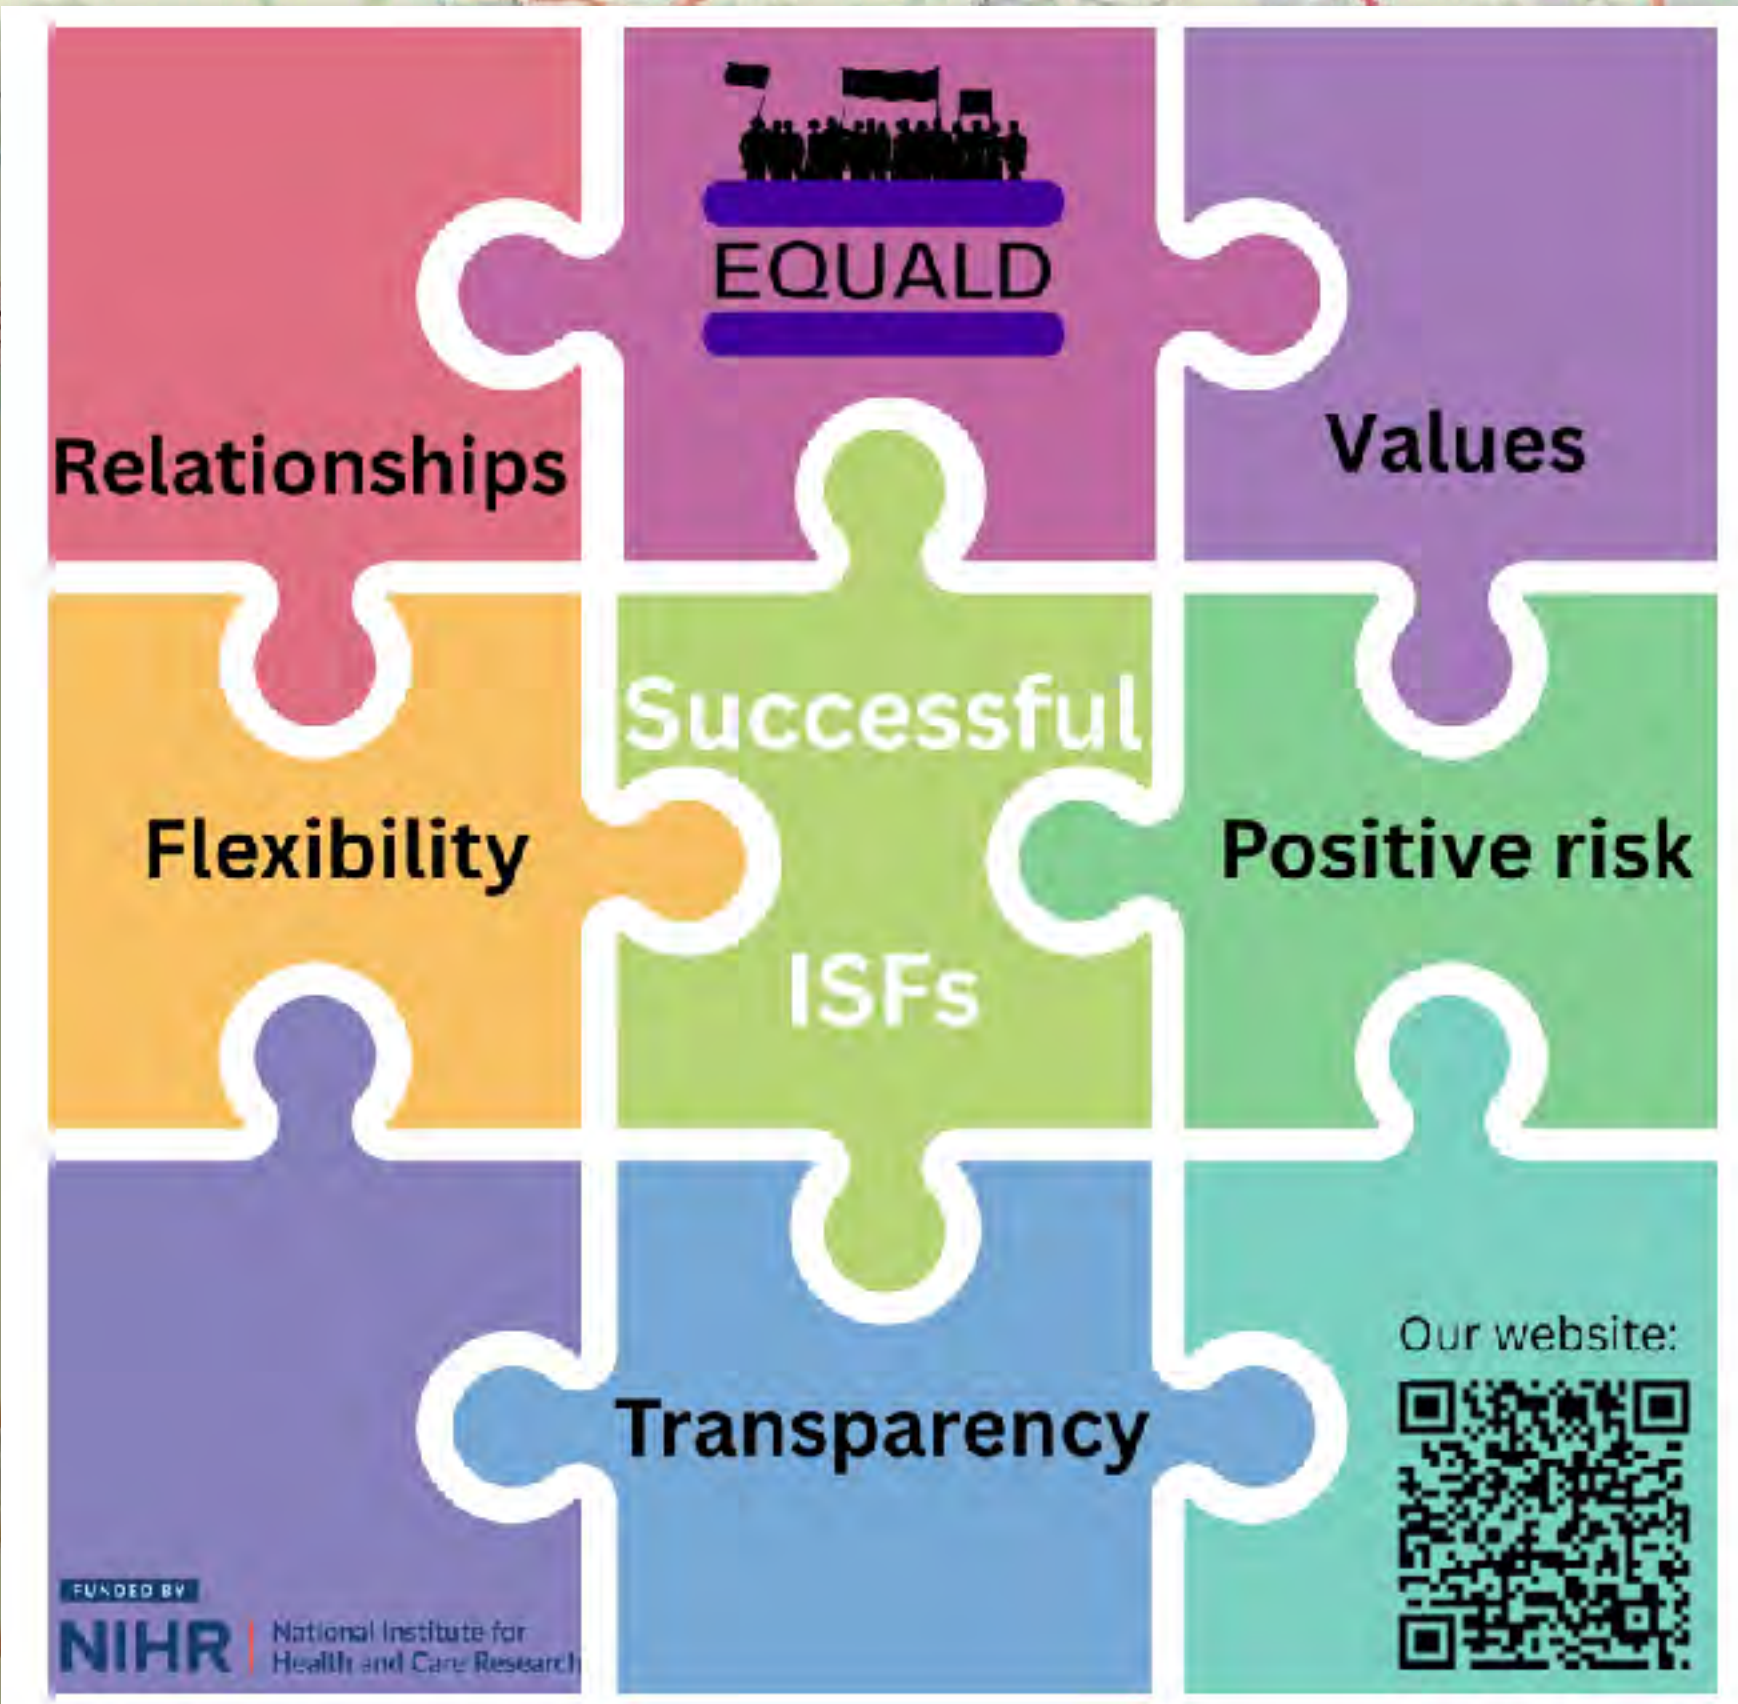 EQUALD
Relationships
Values
Successful
Flexibility
Positive risk
ISFs
Our website:
Transparency
FUNDED BY
NIHR
National Institute for
Health and Care Research